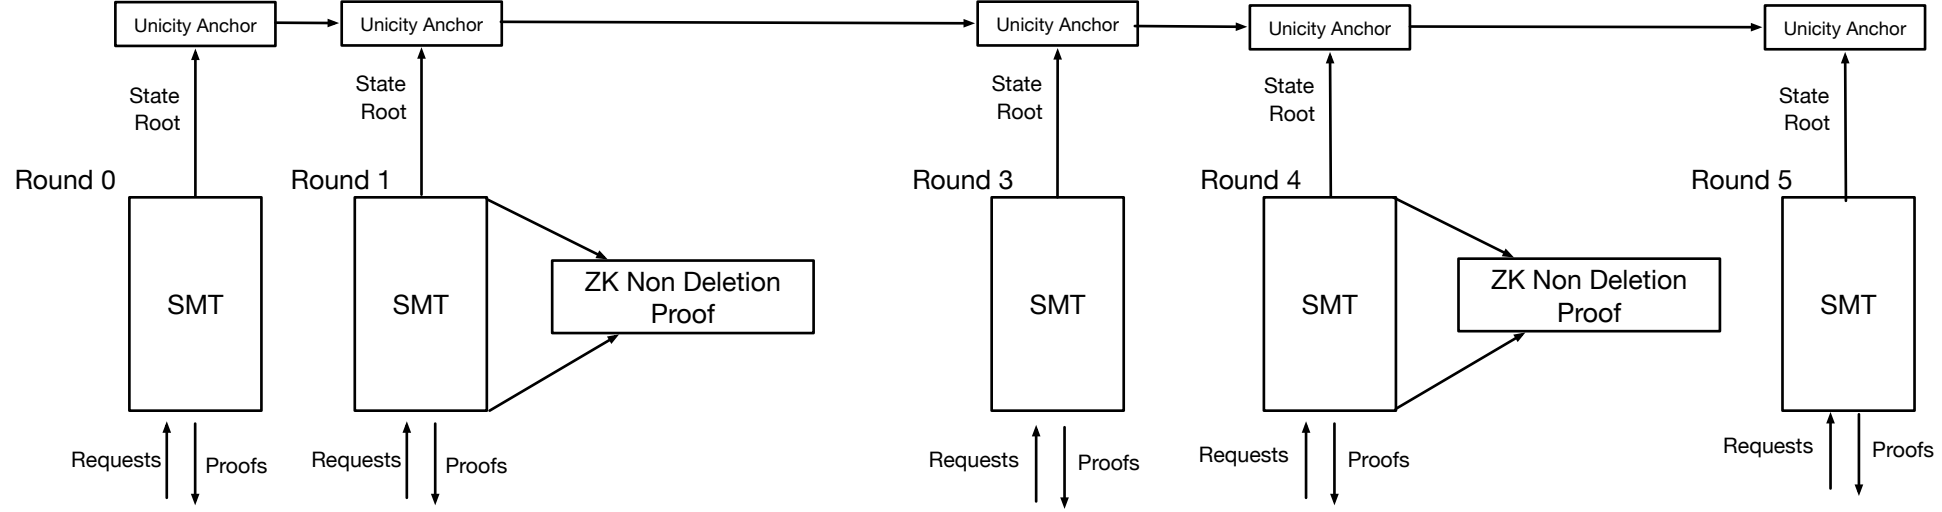 Unicity Anchor
Unicity Anchor
Unicity Anchor
Unicity Anchor
Unicity Anchor
State
Root
State
Root
State
Root
State
Root
State
Root
Round 0
Round 1
Round 3
Round 4
Round 5
SMT
SMT
ZK Non Deletion
Proof
SMT
SMT
ZK Non Deletion
Proof
SMT
Requests
Proofs
Requests
Proofs
Requests
Proofs
Requests
Proofs
Requests
Proofs